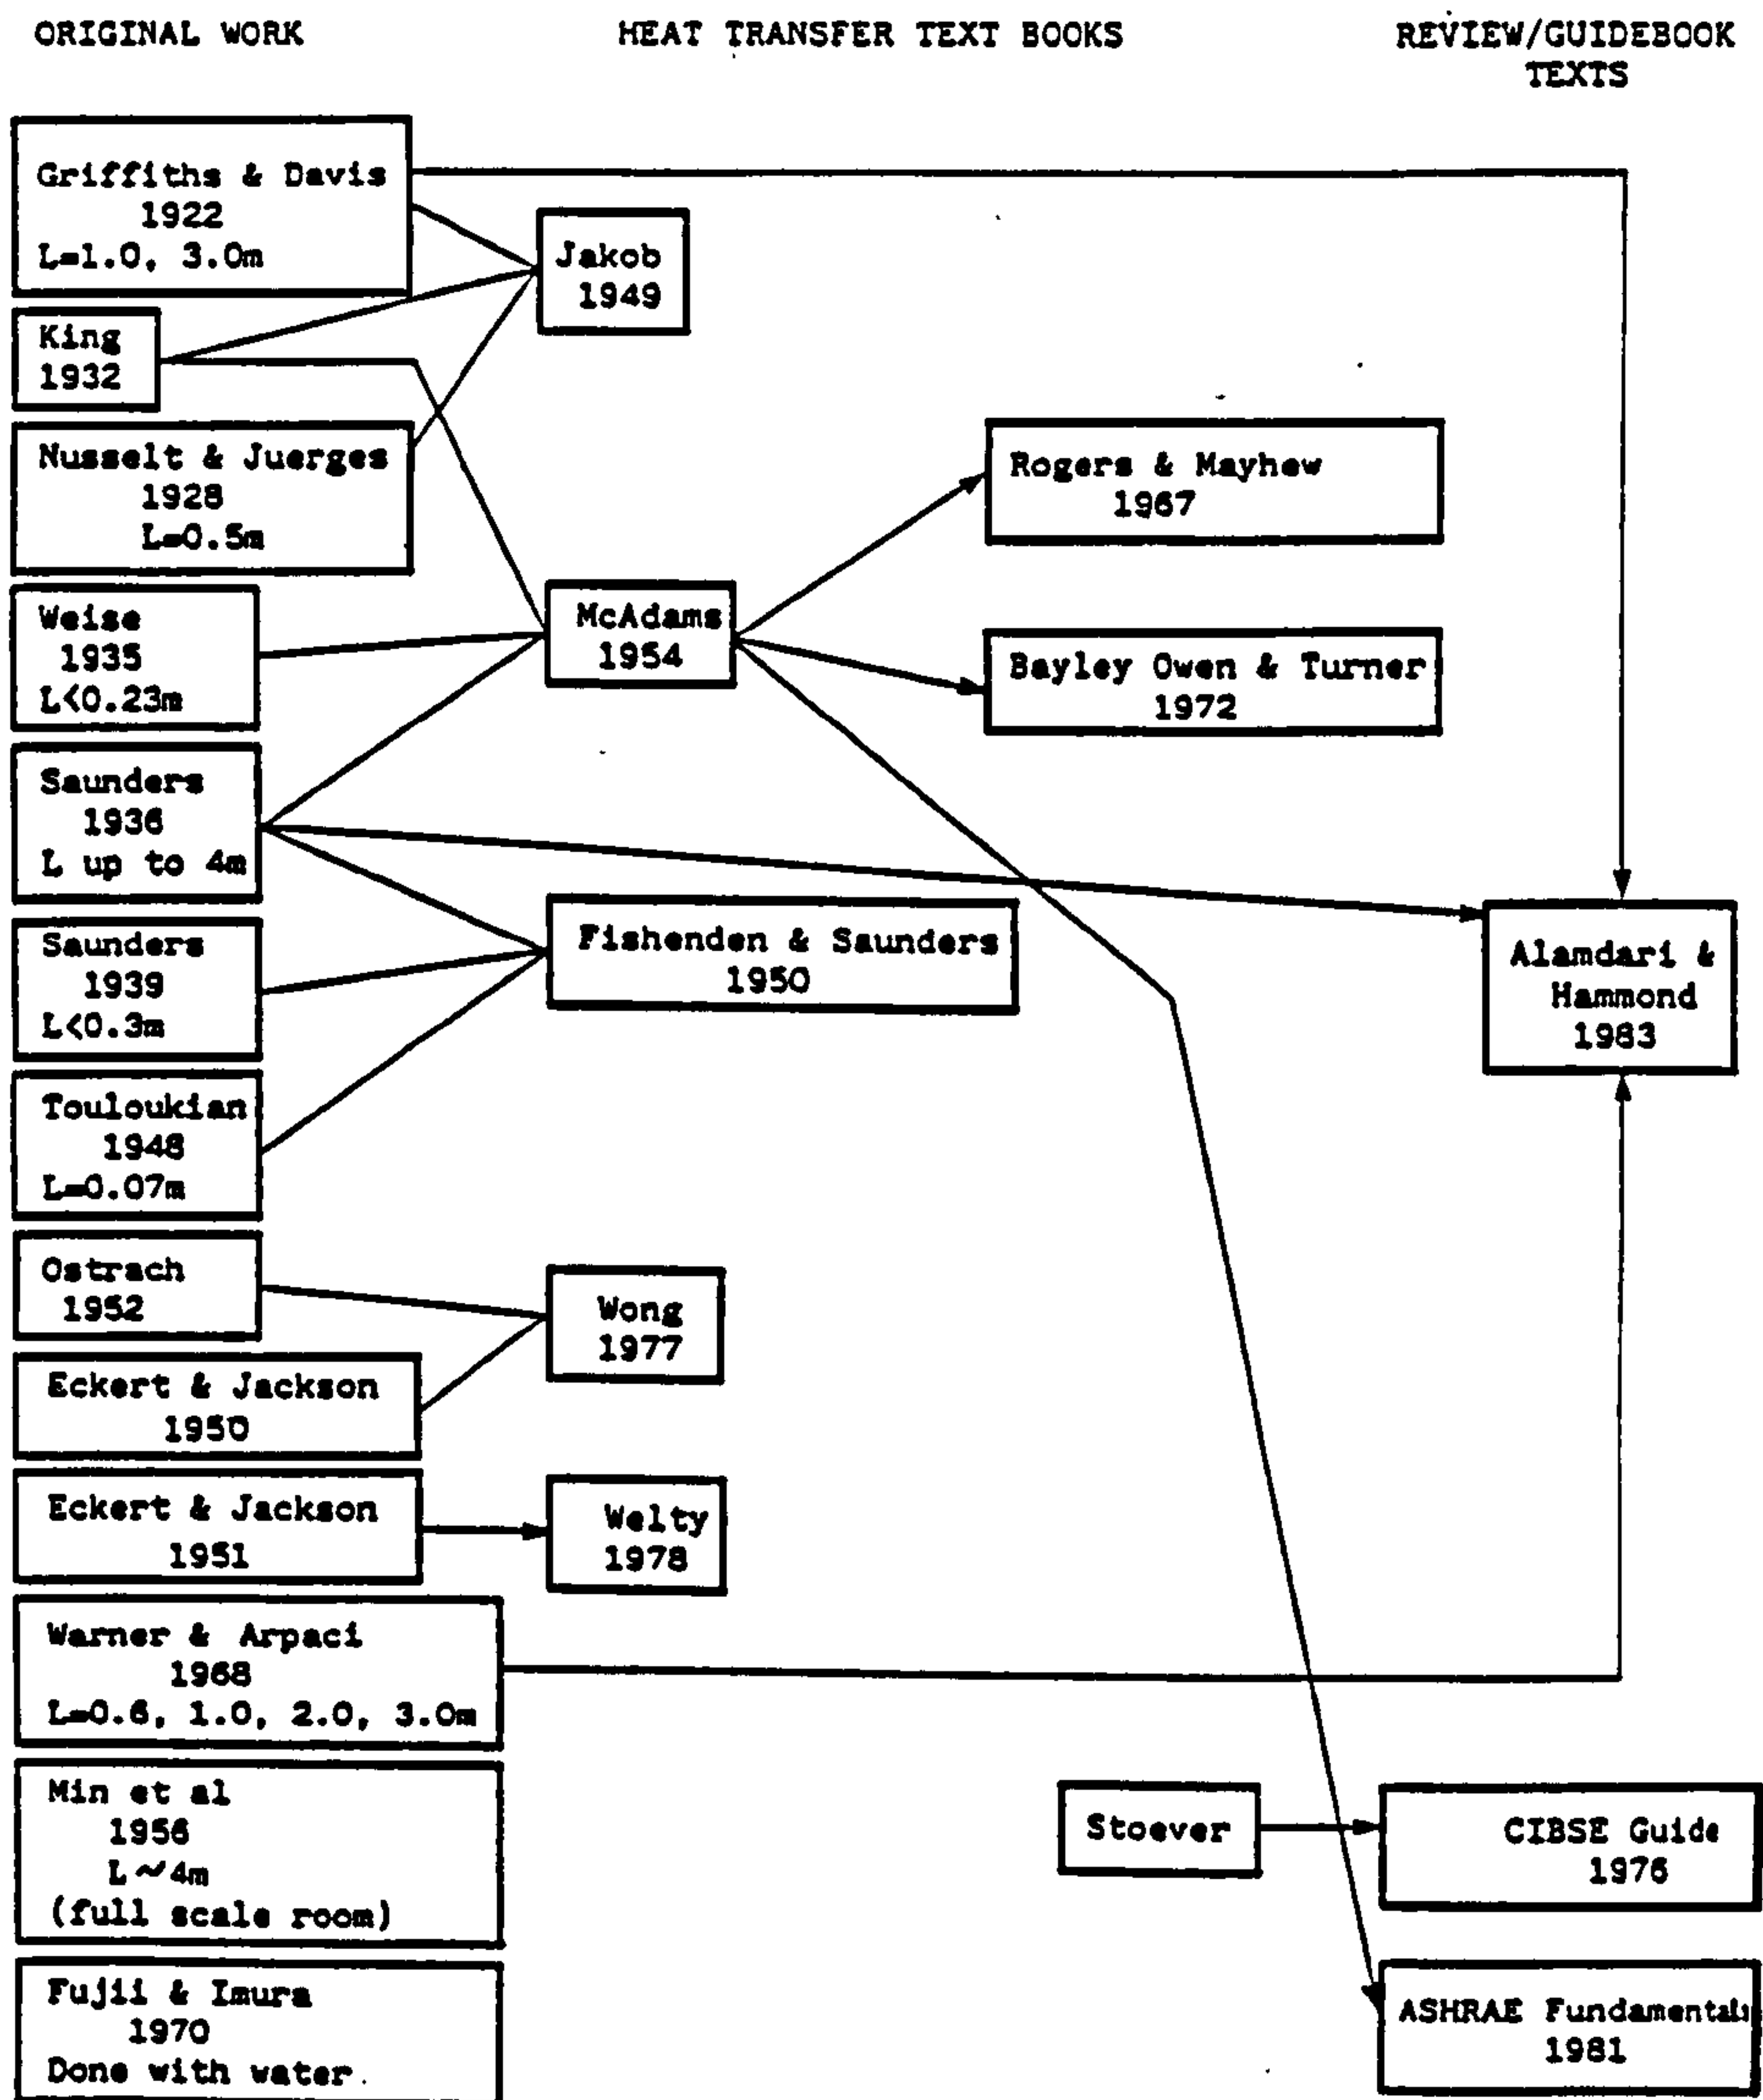 ORIGINAL WORK
HEAT TRANSFER TEXT BOOKS
REVIEW/GUIDEBOOK
TEXTS
Griffiths & Davis
1922
L=1.0, 3.0m
Jakob
1949
King
1932
Nusselt & Juerges
1928
L=0.5m
Rogers & Mayhew
1967
Weise
1935
L<0.23m
McAdams
1954
Bayley Owen & Turner
1972
Saunders
1936
L up to 4m
Saunders
1939
L<0.3m
Fishenden & Saunders
1950
Alamdari &
Hammond
1983
Touloukian
1948
L=0.07m
Ostrach
1952
Wong
1977
Eckert & Jackson
1950
Eckert & Jackson
1951
Welty
1978
Warner & Arpaci
1968
L=0.6, 1.0, 2.0, 3.0m
Min et al
1956
L~4m
(full scale room)
Stoever
CIBSE Guide
1976
Fujii & Imura
1970
Done with water
ASHRAE Fundamentals
1981